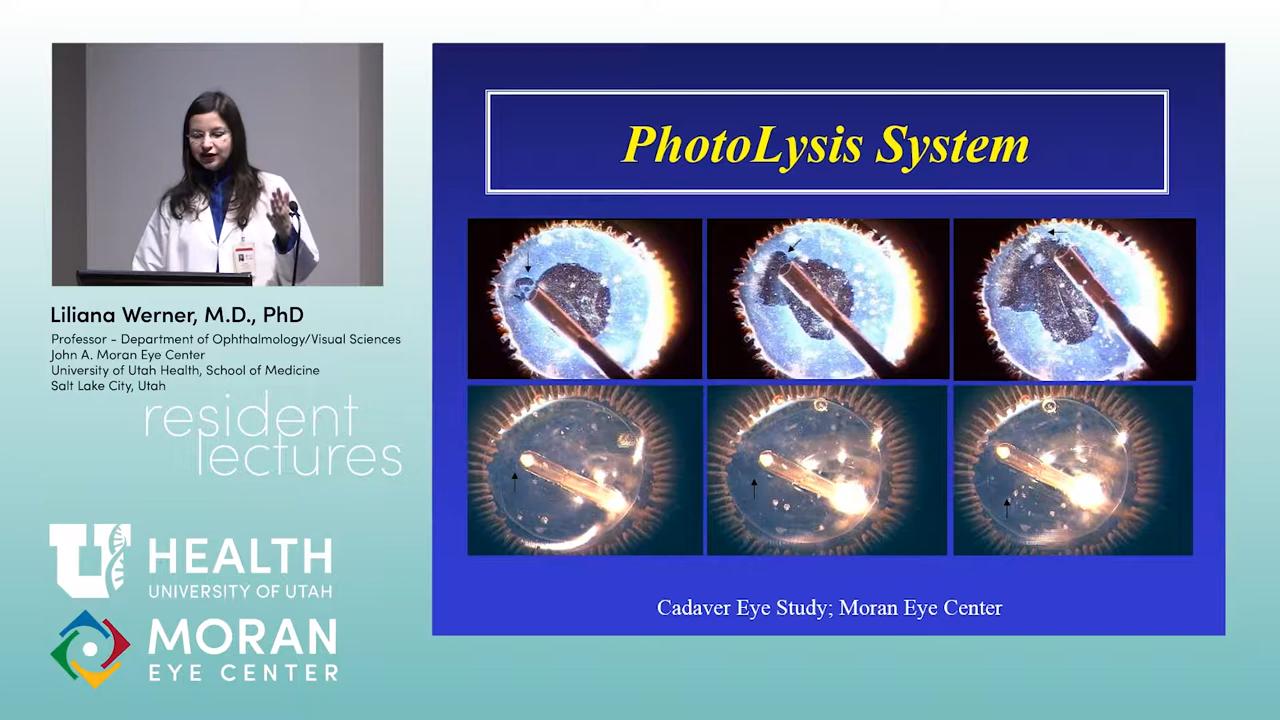 PhotoLysis System
Liliana Werner, M.D., PhD
Professor - Department of Ophthalmology/Visual Sciences
John A. Moran Eye Center
University of Utah Health, School of Medicine
Salt Lake City, Utah
resident
lectures
U HEALTH
UNIVERSITY OF UTAH
MORAN
EYE CENTER
Cadaver Eye Study; Moran Eye Center